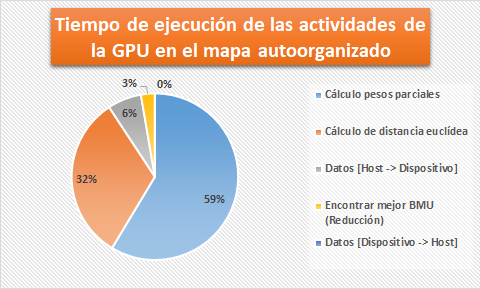 Tiempo de ejecución de las actividades de
la GPU en el mapa autoorganizado
3%
0%
6%
32%
59%
Cálculo pesos parciales
Cálculo de distancia euclídea
Datos [Host -> Dispositivo]
Encontrar mejor BMU
(Reducción)
Datos [Dispositivo -> Host]